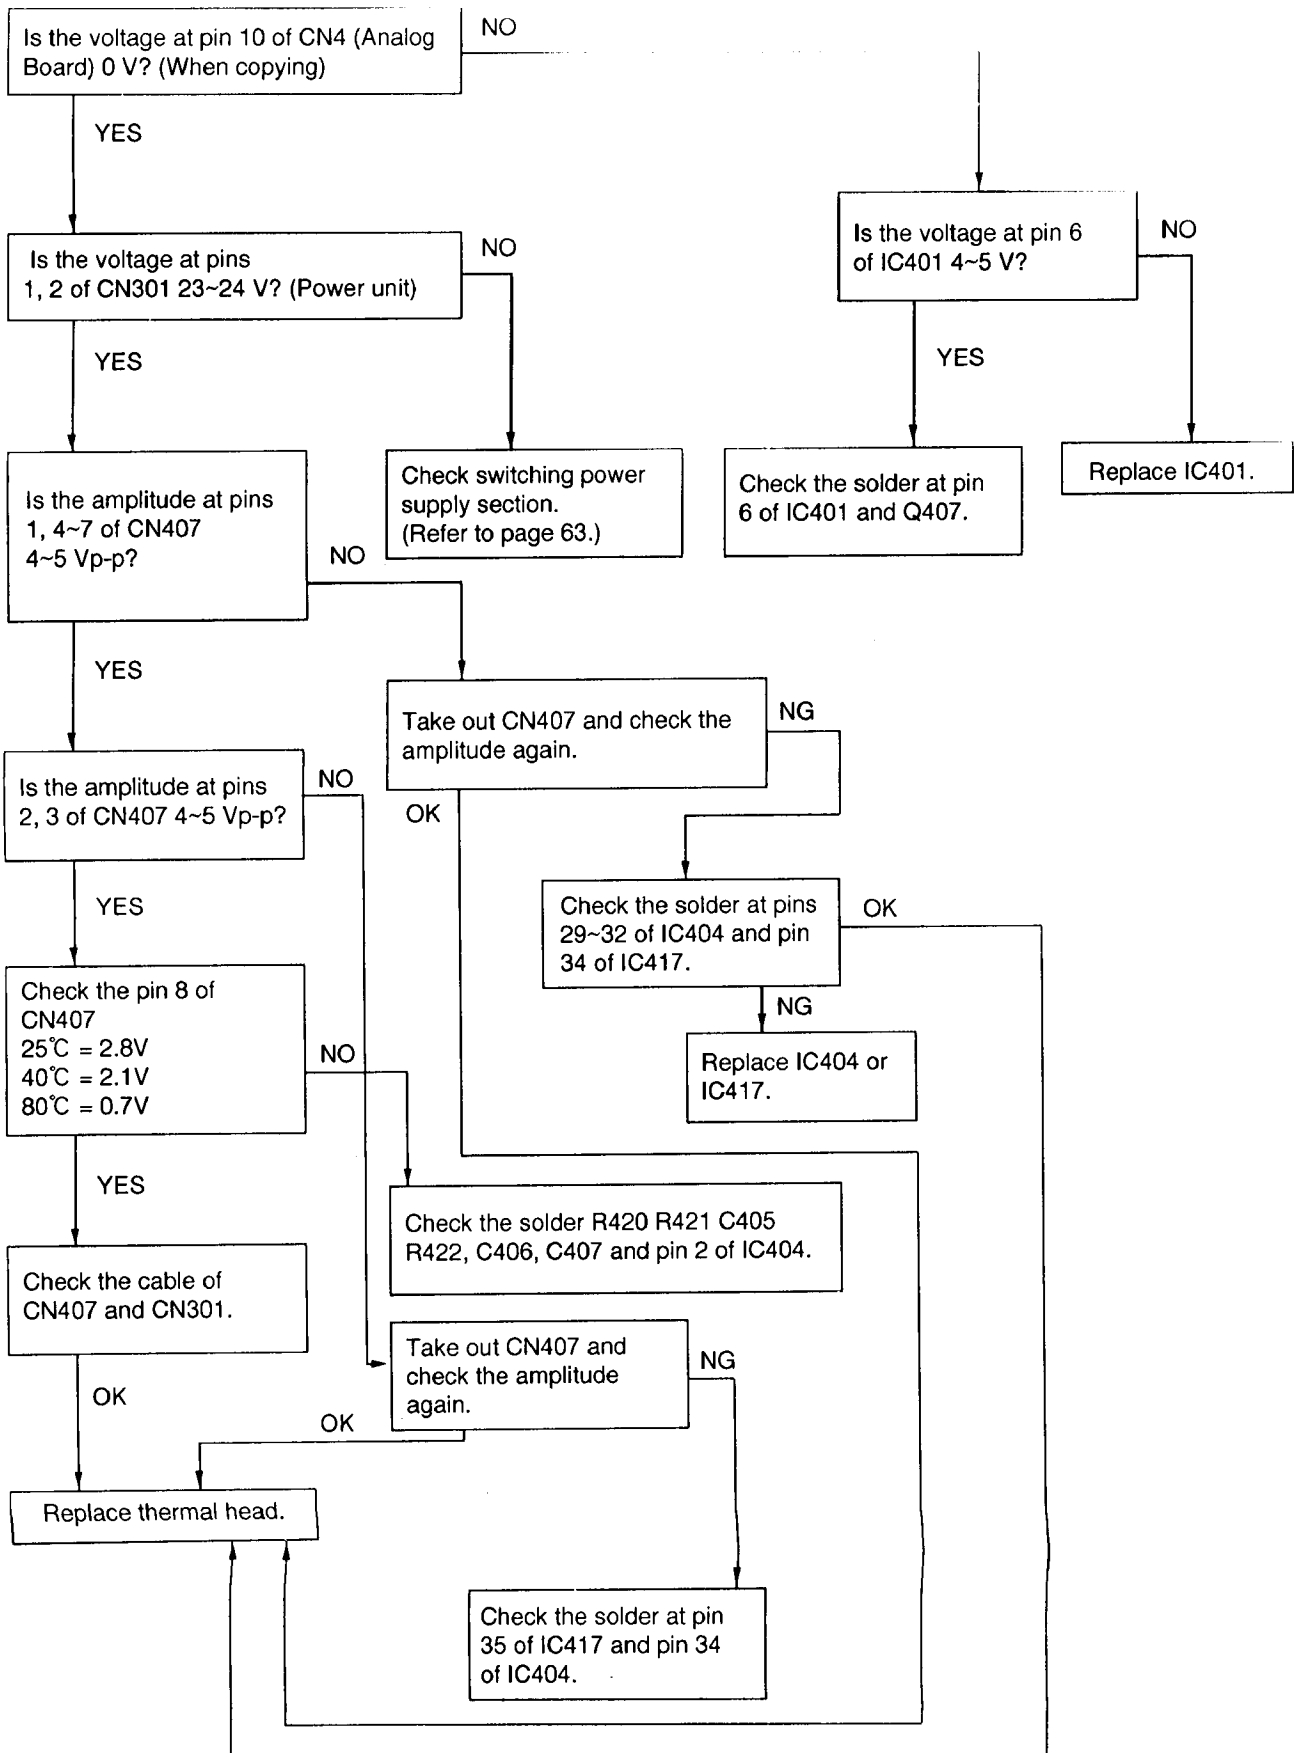 Is the voltage at pin 10 of CN4 (Analog
Board) 0 V? (When copying)
NO
YES
Is the voltage at pin 6
of IC401 4~5 V?
NO
YES
Is the voltage at pins
1, 2 of CN301 23~24 V? (Power unit)
NO
YES
Check switching power
supply section.
(Refer to page 63.)
Check the solder at pin
6 of IC401 and Q407.
Replace IC401.
Is the amplitude at pins
1, 4~7 of CN407
4~5 Vp-p?
NO
YES
Take out CN407 and check the
amplitude again.
NG
OK
Is the amplitude at pins
2, 3 of CN407 4~5 Vp-p?
NO
YES
Check the solder at pins
29~32 of IC404 and pin
34 of IC417.
OK
NG
Replace IC404 or
IC417.
Check the pin 8 of
CN407
25℃ = 2.8V
40℃ = 2.1V
80℃ = 0.7V
NO
YES
Check the solder R420 R421 C405
R422, C406, C407 and pin 2 of IC404.
Check the cable of
CN407 and CN301.
OK
Take out CN407 and
check the amplitude
again.
NG
OK
Replace thermal head.
Check the solder at pin
35 of IC417 and pin 34
of IC404.